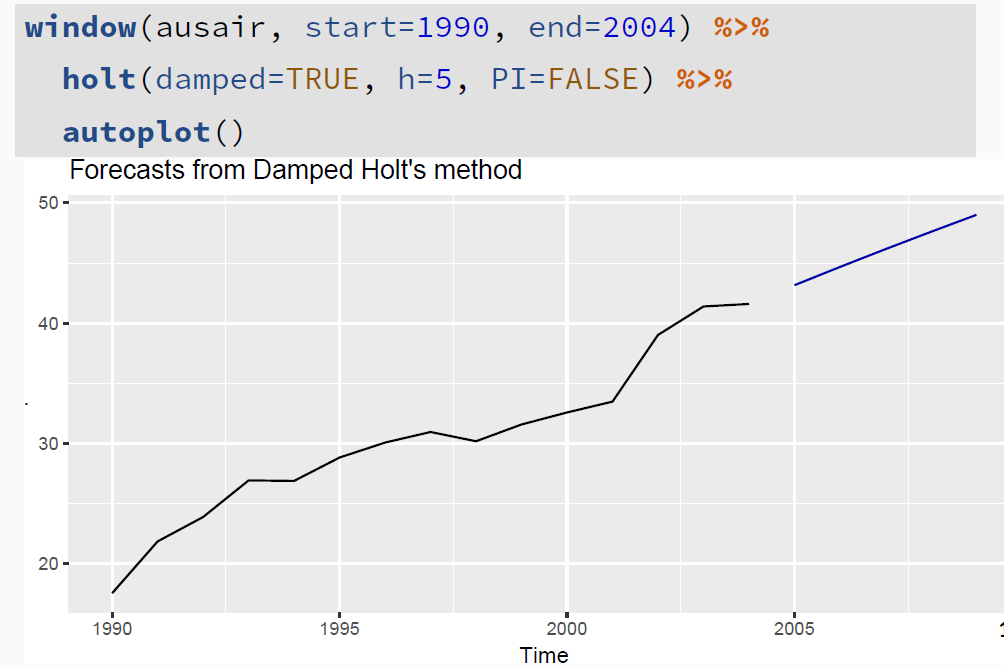 window(ausair, start=1990, end=2004) %>%
holt(damped=TRUE, h=5, PI=FALSE) %>%
autoplot()
Forecasts from Damped Holt's method
50
40
30
20
1990 1995 2000 2005
Time